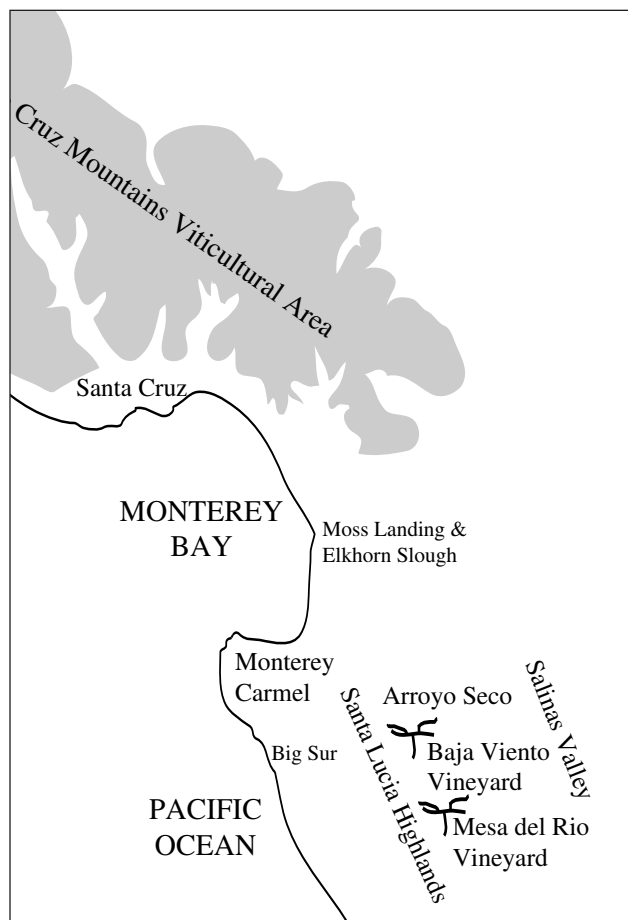 Cruz Mountains Viticultural Area
Santa Cruz
MONTEREY
BAY
Moss Landing &
Elkhorn Slough
Monterey
Carmel
Big Sur
PACIFIC
OCEAN
Santa Lucia Highlands
Arroyo Seco
Baja Viento
Vineyard
Mesa del Rio
Vineyard
Salinas Valley